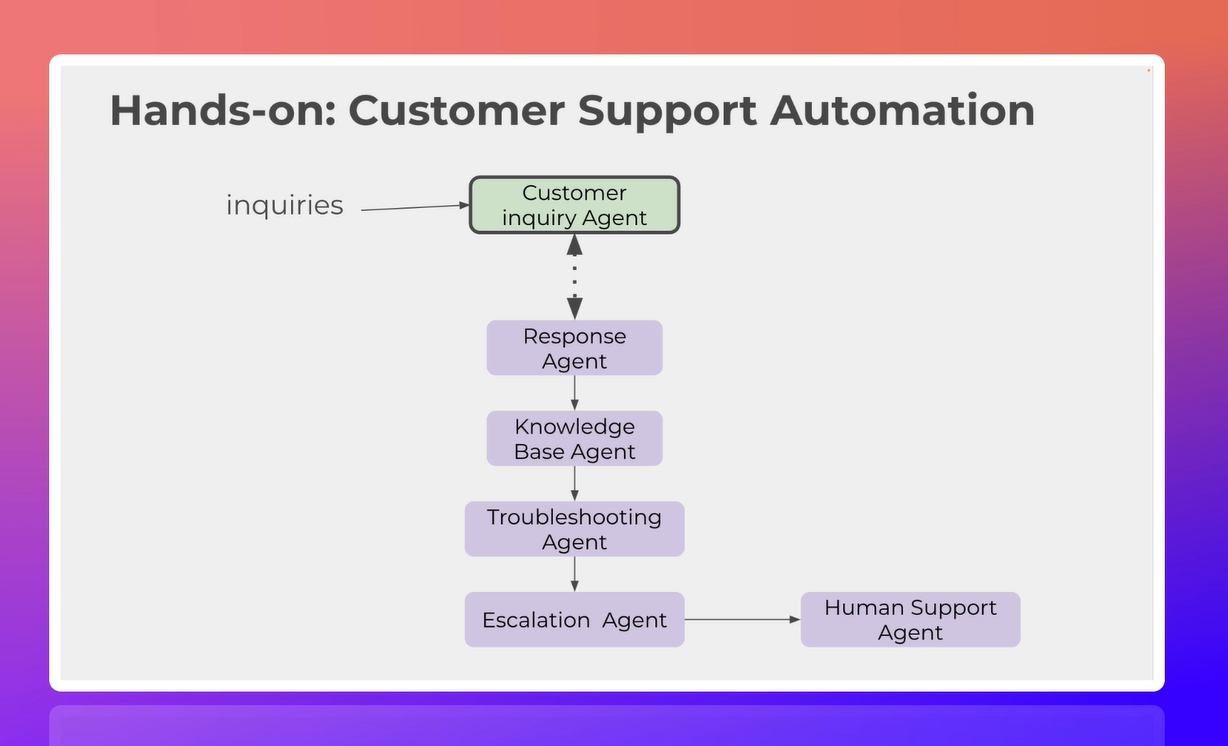 Hands-on: Customer Support Automation
inquiries
Customer
inquiry Agent
Response
Agent
Knowledge
Base Agent
Troubleshooting
Agent
Escalation  Agent
Human Support
Agent